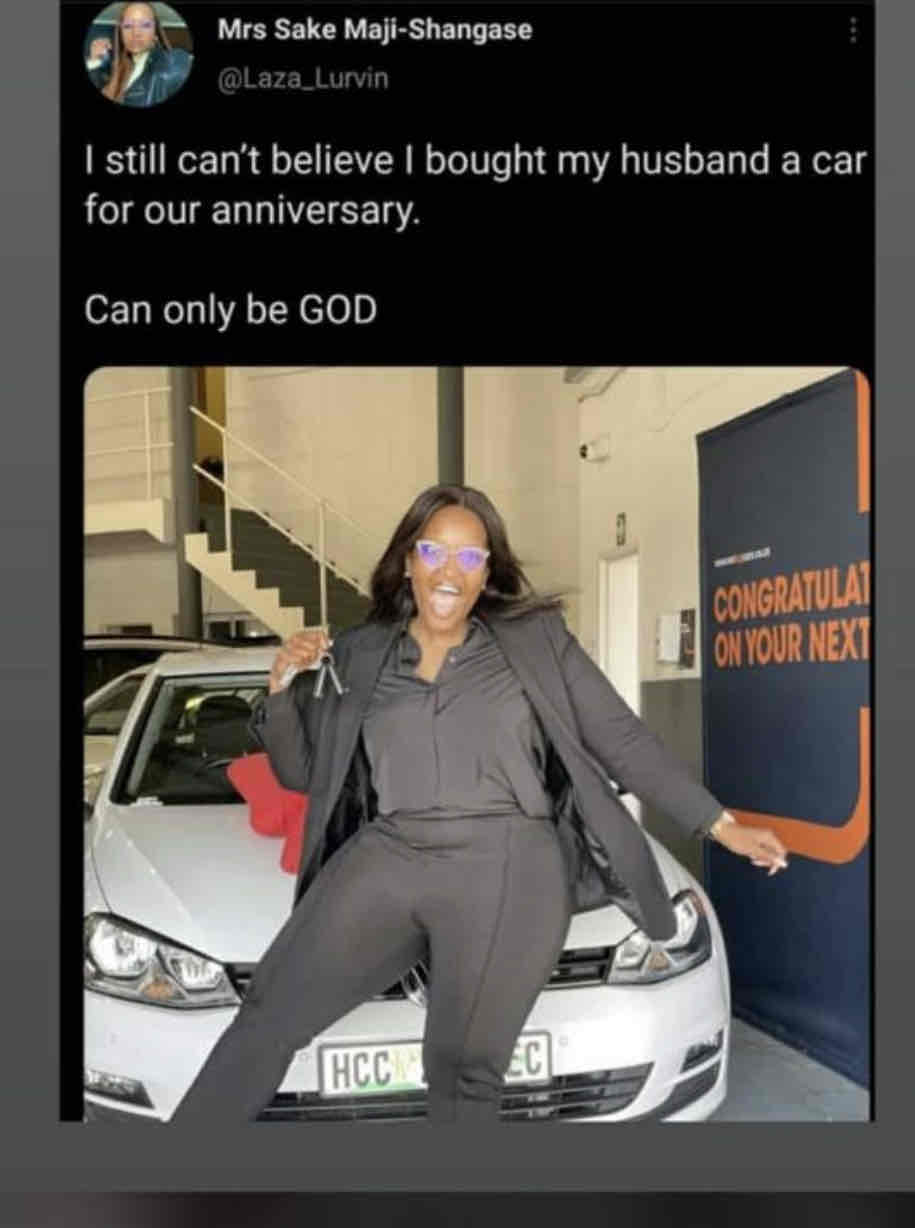 Mrs Sake Maji-Shangase
@Laza_Lurvin
I still can't believe I bought my husband a car
for our anniversary.
Can only be GOD
CONGRATULAT
ON YOUR NEXT
HCC EC